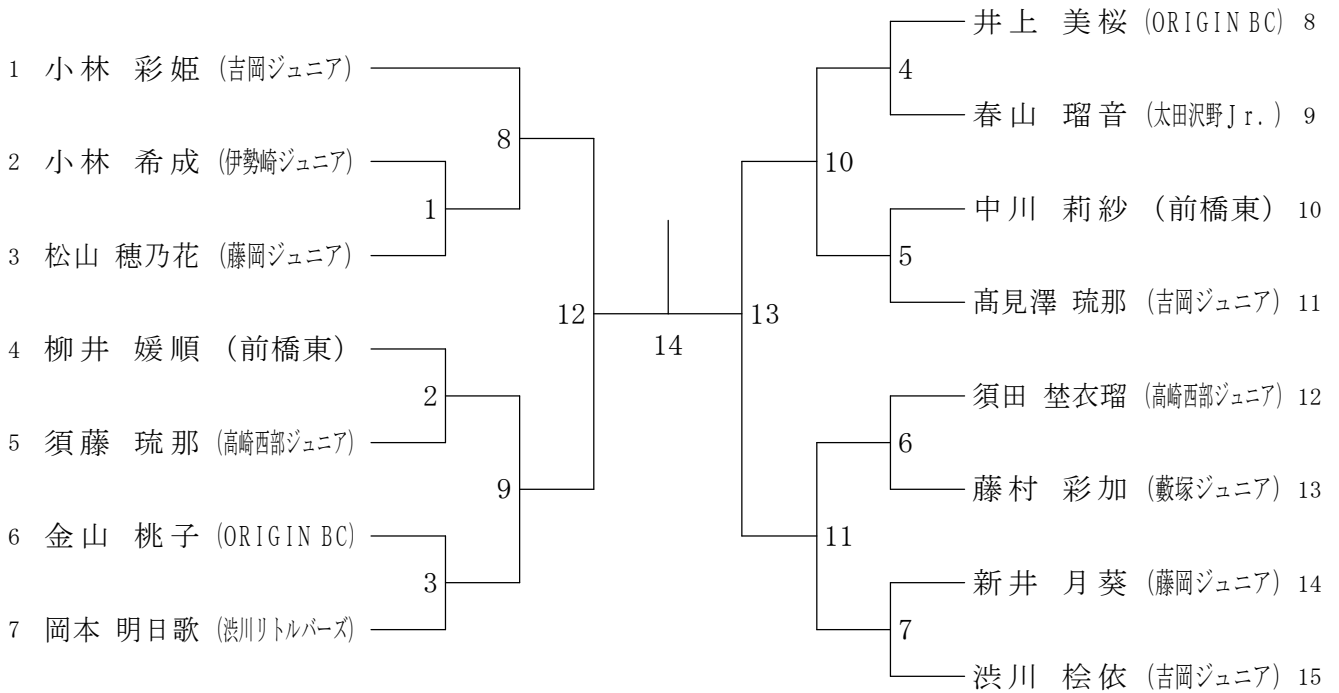 1 小林 彩姫 (吉岡ジュニア)
2 小林 希成 (伊勢崎ジュニア)
3 松山 穂乃花 (藤岡ジュニア)
4 柳井 媛順 (前橋東)
5 須藤 琉那 (高崎西部ジュニア)
6 金山 桃子 (ORIGIN BC)
7 岡本 明日歌 (渋川リトルバーズ)
8
1
2
9
3
12
14
13
4
10
5
6
11
7
井上 美桜 (ORIGIN BC) 8
春山 瑠音 (太田沢野Jr.) 9
中川 莉紗 (前橋東) 10
髙見澤 琉那 (吉岡ジュニア) 11
須田 埜衣瑠 (高崎西部ジュニア) 12
藤村 彩加 (藪塚ジュニア) 13
新井 月葵 (藤岡ジュニア) 14
渋川 桧依 (吉岡ジュニア) 15